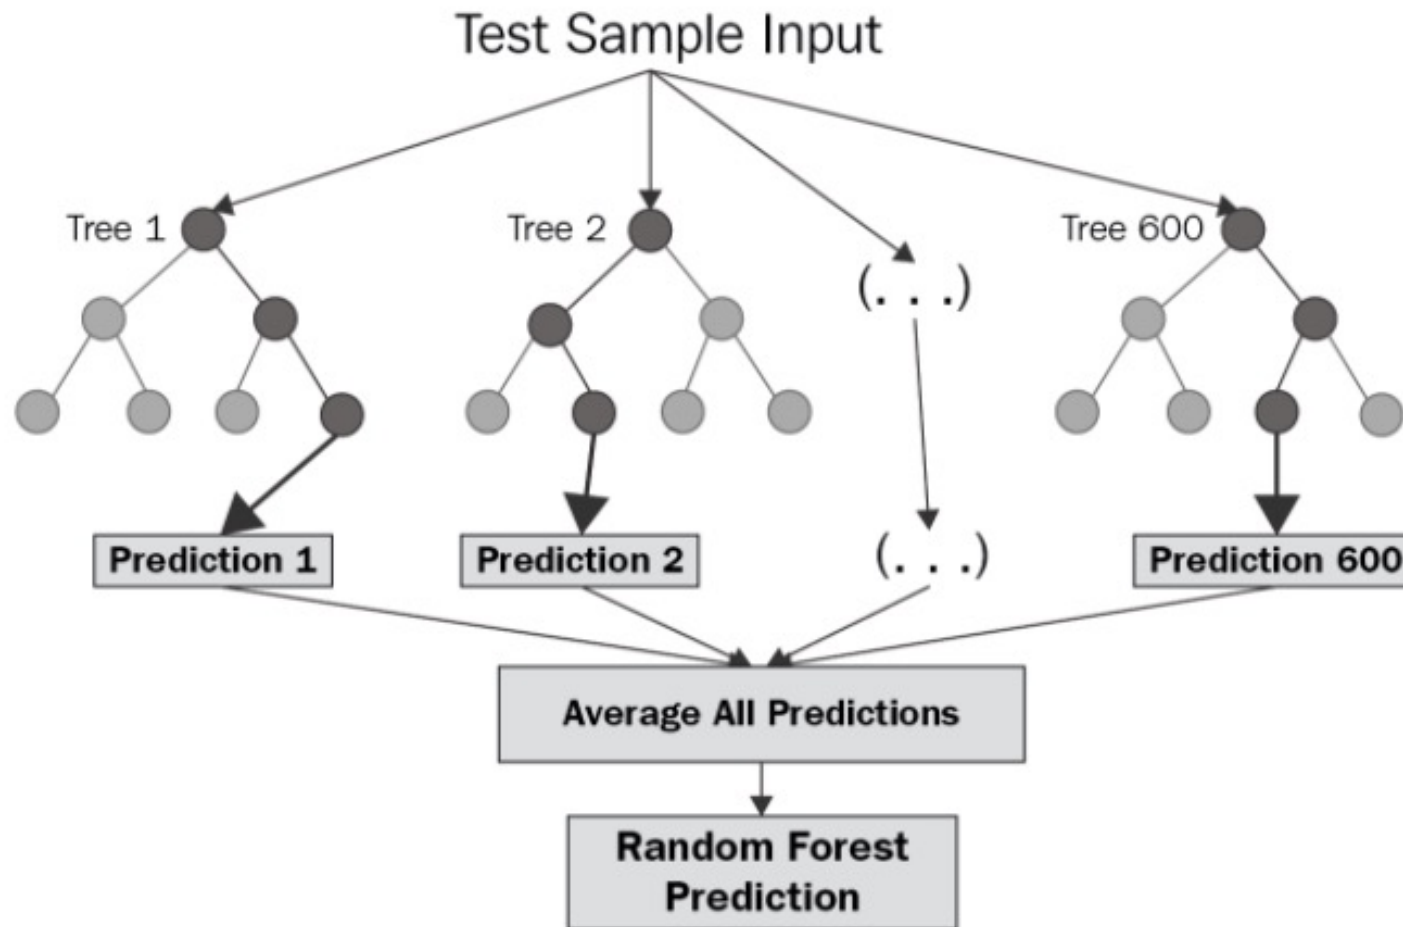 Test Sample Input
Tree 1
Tree 2
Tree 600
(. . .)
Prediction 1
Prediction 2
(. . .)
Prediction 600
Average All Predictions
Random Forest
Prediction